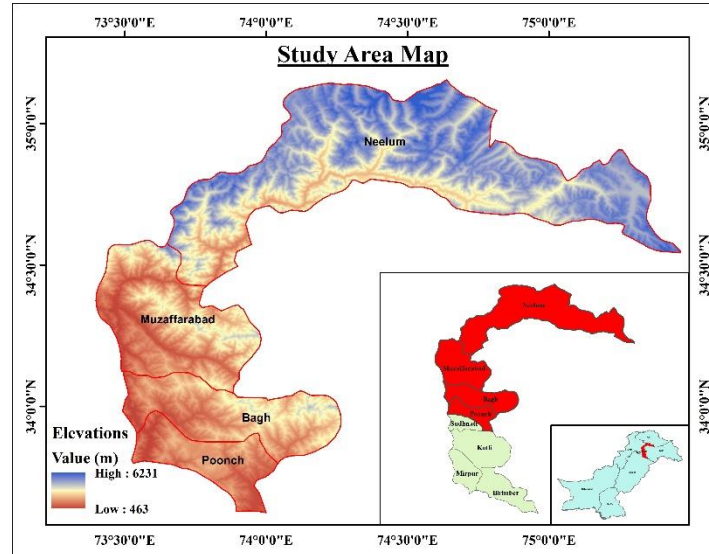 73°30'0"E 74°0'0"E 74°30'0"E 75°0'0"E
Study Area Map
35°0'0"N
35°0'0"N
Neelum
34°30'0"N
34°30'0"N
Muzaffarabad
34°0'0"N
34°0'0"N
Bagh
Poonch
Elevations
Value (m)
High : 6231
Low : 463
Neelum
Muzaffarabad
Bagh
Poonch
Sudhnoti
Kotli
Mirpur
Bhimber
73°30'0"E 74°0'0"E 74°30'0"E 75°0'0"E